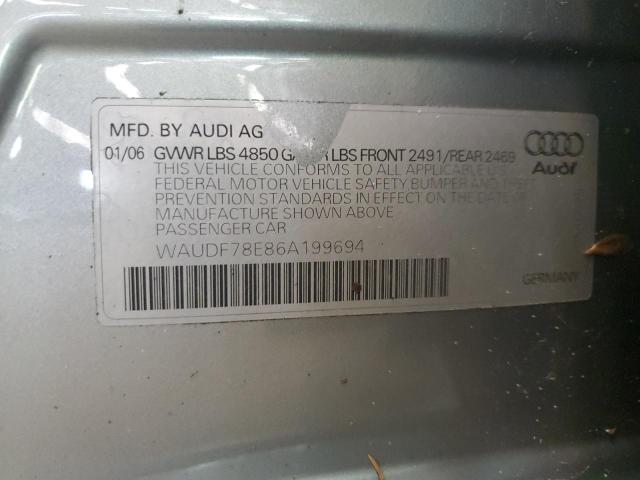 MFD. BY AUDI AG
01/06 GVWR LBS 4850 LBS FRONT 2491/REAR 2469
THIS VEHICLE CONFORMS TO ALL APPLICABLE U.S.
FEDERAL MOTOR VEHICLE SAFETY BUMPER AND THEFT
PREVENTION STANDARDS IN EFFECT ON THE DATE OF
MANUFACTURE SHOWN ABOVE
PASSENGER CAR
WAUDF78E86A199694
Audi
GERMANY